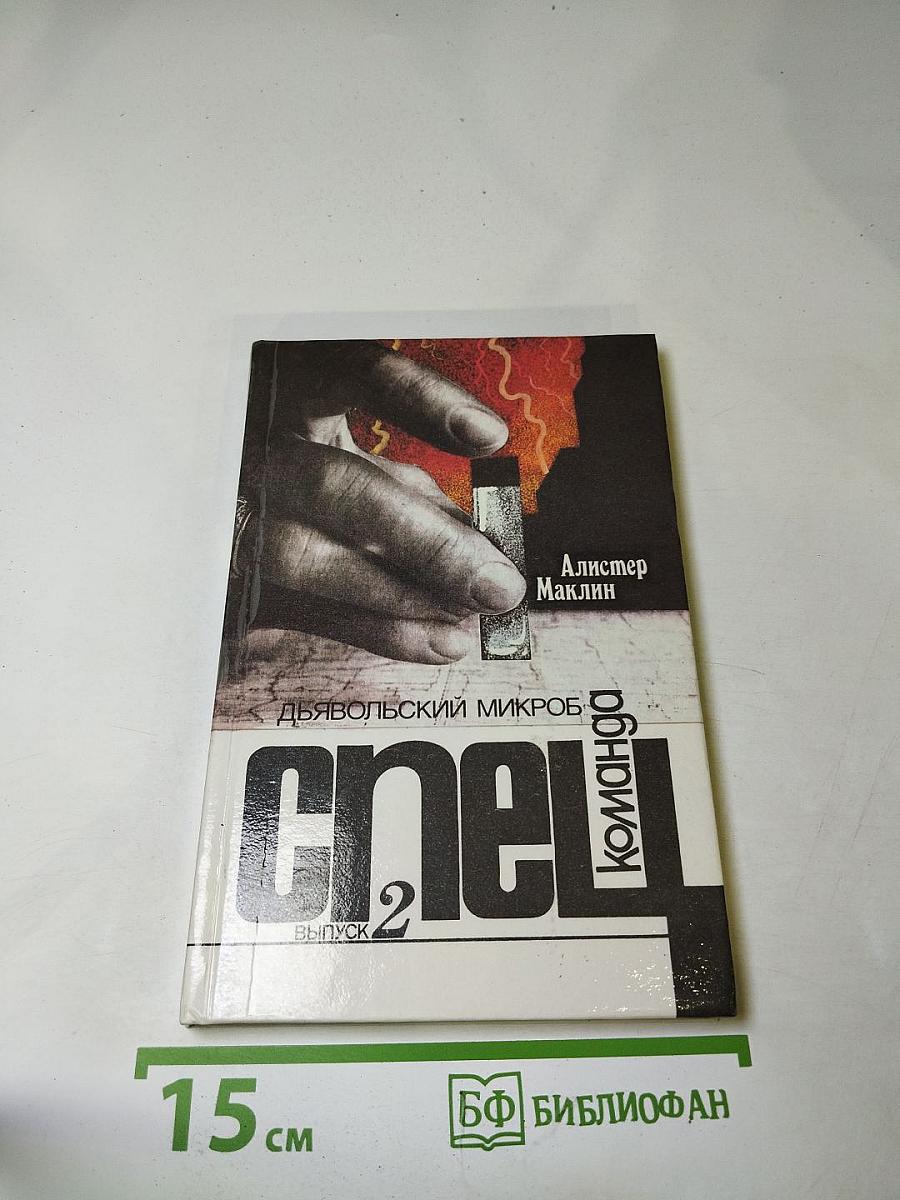 Алистер
Маклин
ДЬЯВОЛЬСКИЙ МИКРОБ
СПЕЦ
команда
ВЫПУСК 2
15 см
БФ БИБЛИОФАН